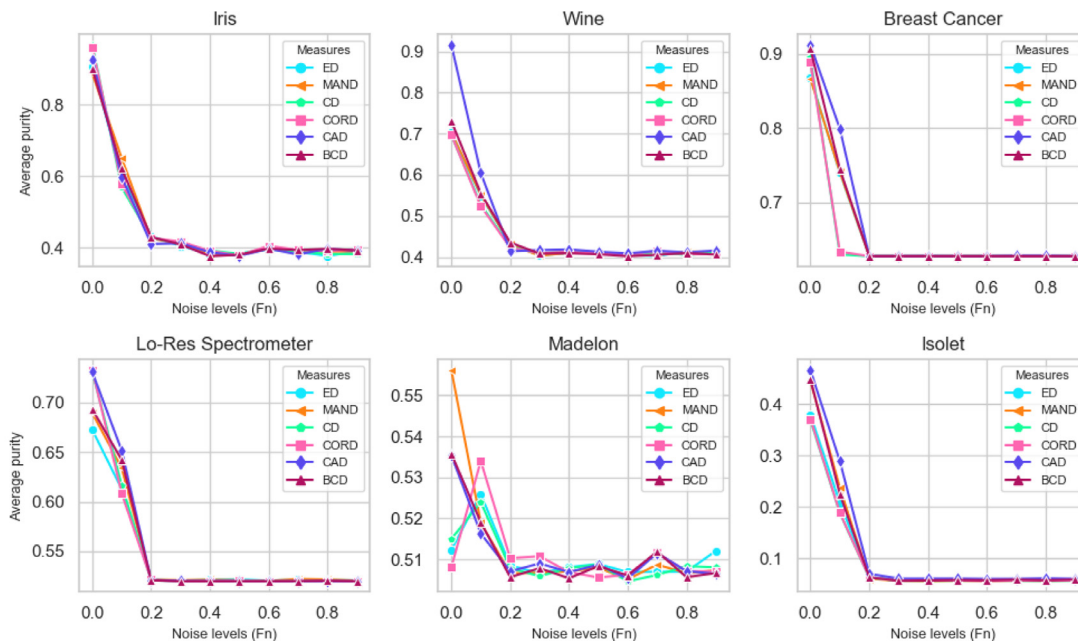 Iris
Average purity
0.8
0.6
0.4
Measures
ED
MAND
CD
CORD
CAD
BCD
0.0 0.2 0.4 0.6 0.8
Noise levels (Fn)
Wine
0.9
0.8
0.7
0.6
0.5
0.4
Measures
ED
MAND
CD
CORD
CAD
BCD
0.0 0.2 0.4 0.6 0.8
Noise levels (Fn)
Breast Cancer
0.9
0.8
0.7
Measures
ED
MAND
CD
CORD
CAD
BCD
0.0 0.2 0.4 0.6 0.8
Noise levels (Fn)
Lo-Res Spectrometer
Average purity
0.70
0.65
0.60
0.55
Measures
ED
MAND
CD
CORD
CAD
BCD
0.0 0.2 0.4 0.6 0.8
Noise levels (Fn)
Madelon
0.55
0.54
0.53
0.52
0.51
Measures
ED
MAND
CD
CORD
CAD
BCD
0.0 0.2 0.4 0.6 0.8
Noise levels (Fn)
Isolet
0.4
0.3
0.2
0.1
Measures
ED
MAND
CD
CORD
CAD
BCD
0.0 0.2 0.4 0.6 0.8
Noise levels (Fn)